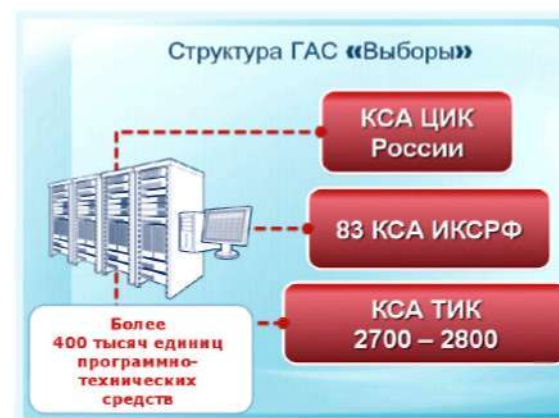 Структура ГАС «Выборы»
КСА ЦИК
России
83 КСА ИКСРФ
КСА ТИК
2700 – 2800
Более
400 тысяч единиц
программно-
технических
средств